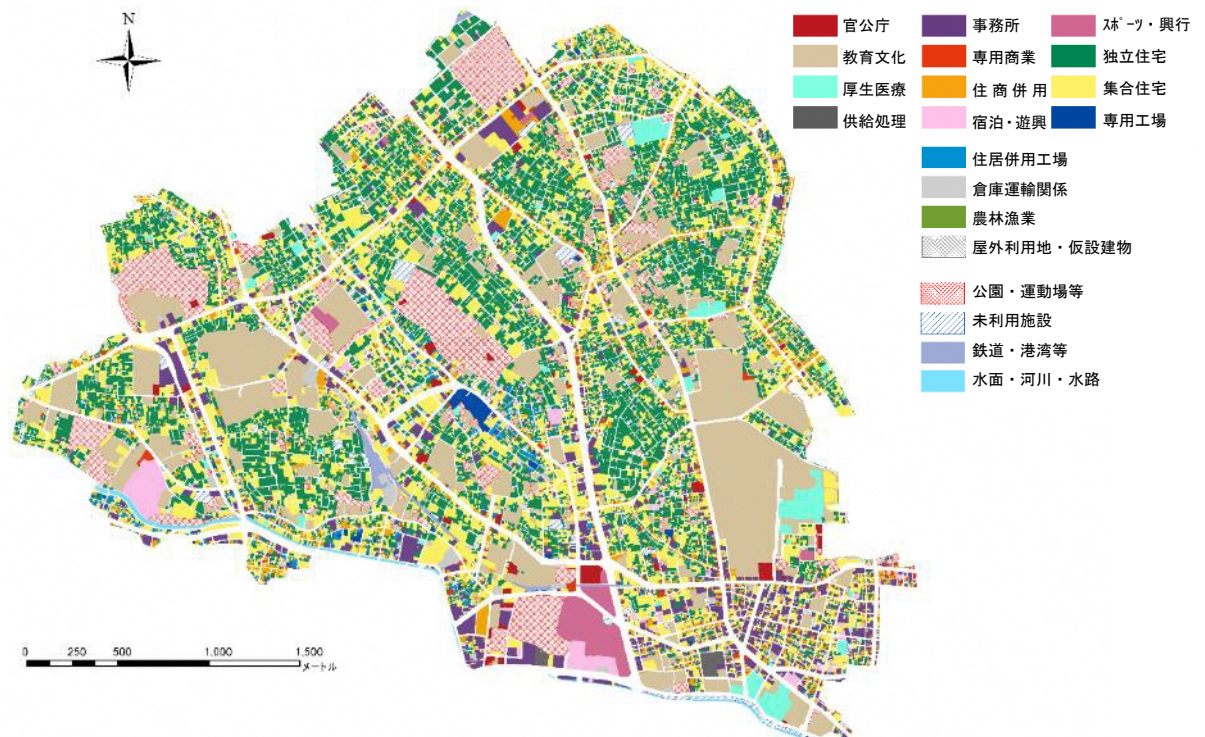 N
官公庁
教育文化
厚生医療
供給処理
事務所
専用商業
住商併用
宿泊・遊興
ｽﾎﾟｰﾂ・興行
独立住宅
集合住宅
専用工場
住居併用工場
倉庫運輸関係
農林漁業
屋外利用地・仮設建物
公園・運動場等
未利用施設
鉄道・港湾等
水面・河川・水路
0 250 500 1,000 1,500
メートル